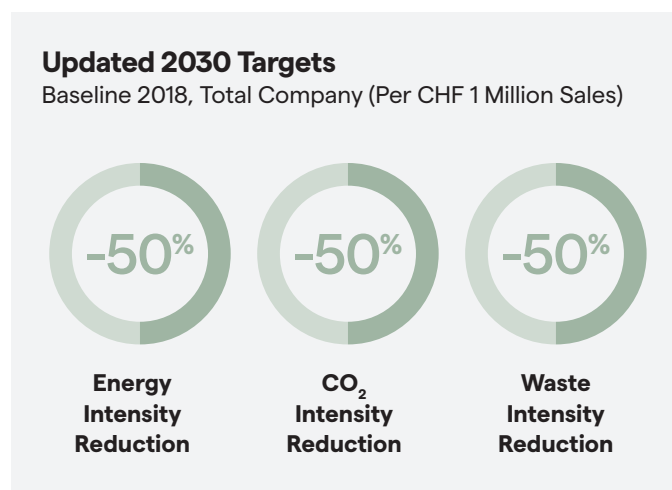 Updated 2030 Targets
Baseline 2018, Total Company (Per CHF 1 Million Sales)
-50%
-50%
-50%
Energy
Intensity
Reduction
CO₂
Intensity
Reduction
Waste
Intensity
Reduction